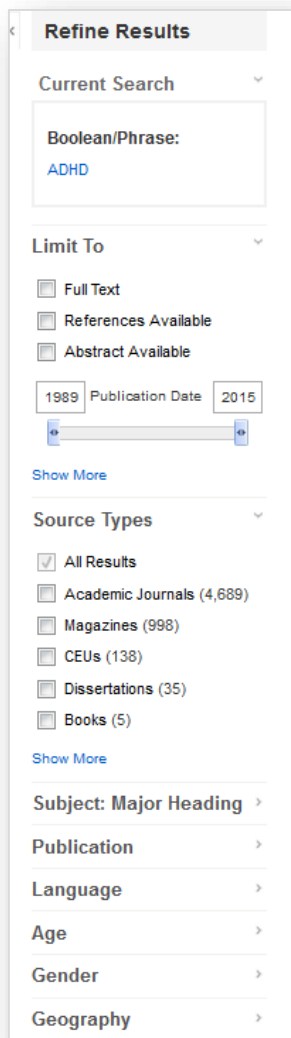 Refine Results
Current Search
Boolean/Phrase:
ADHD
Limit To
Full Text
References Available
Abstract Available
1989 Publication Date 2015
Show More
Source Types
All Results
Academic Journals (4,689)
Magazines (998)
CEUs (138)
Dissertations (35)
Books (5)
Show More
Subject: Major Heading
Publication
Language
Age
Gender
Geography